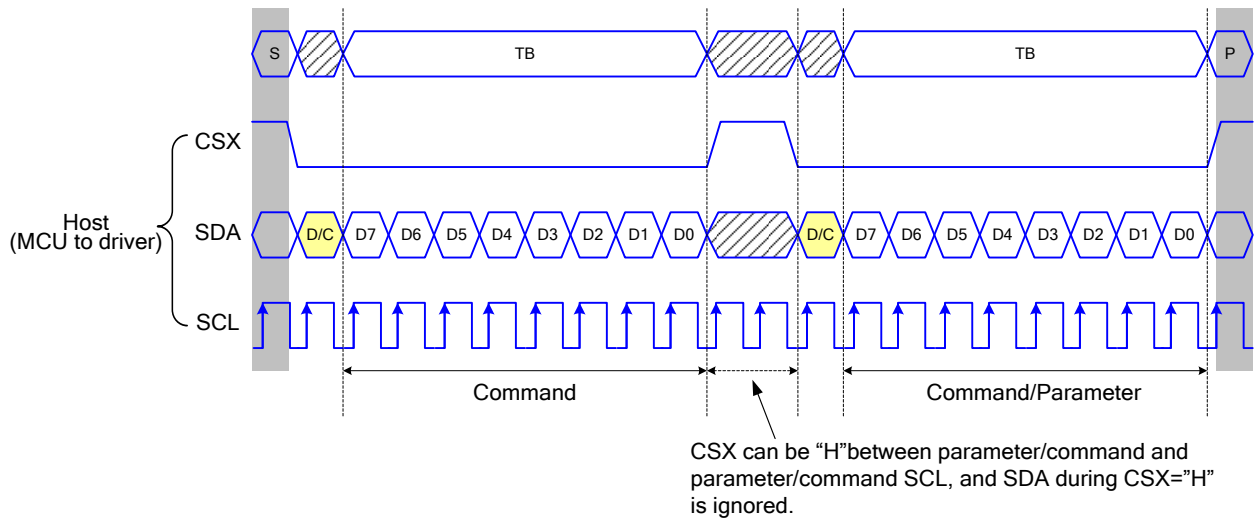 S TB TB P
CSX
Host
(MCU to driver)
SDA D/C D7 D6 D5 D4 D3 D2 D1 D0 D/C D7 D6 D5 D4 D3 D2 D1 D0
SCL
Command Command/Parameter
CSX can be “H”between parameter/command and
parameter/command SCL, and SDA during CSX=”H”
is ignored.